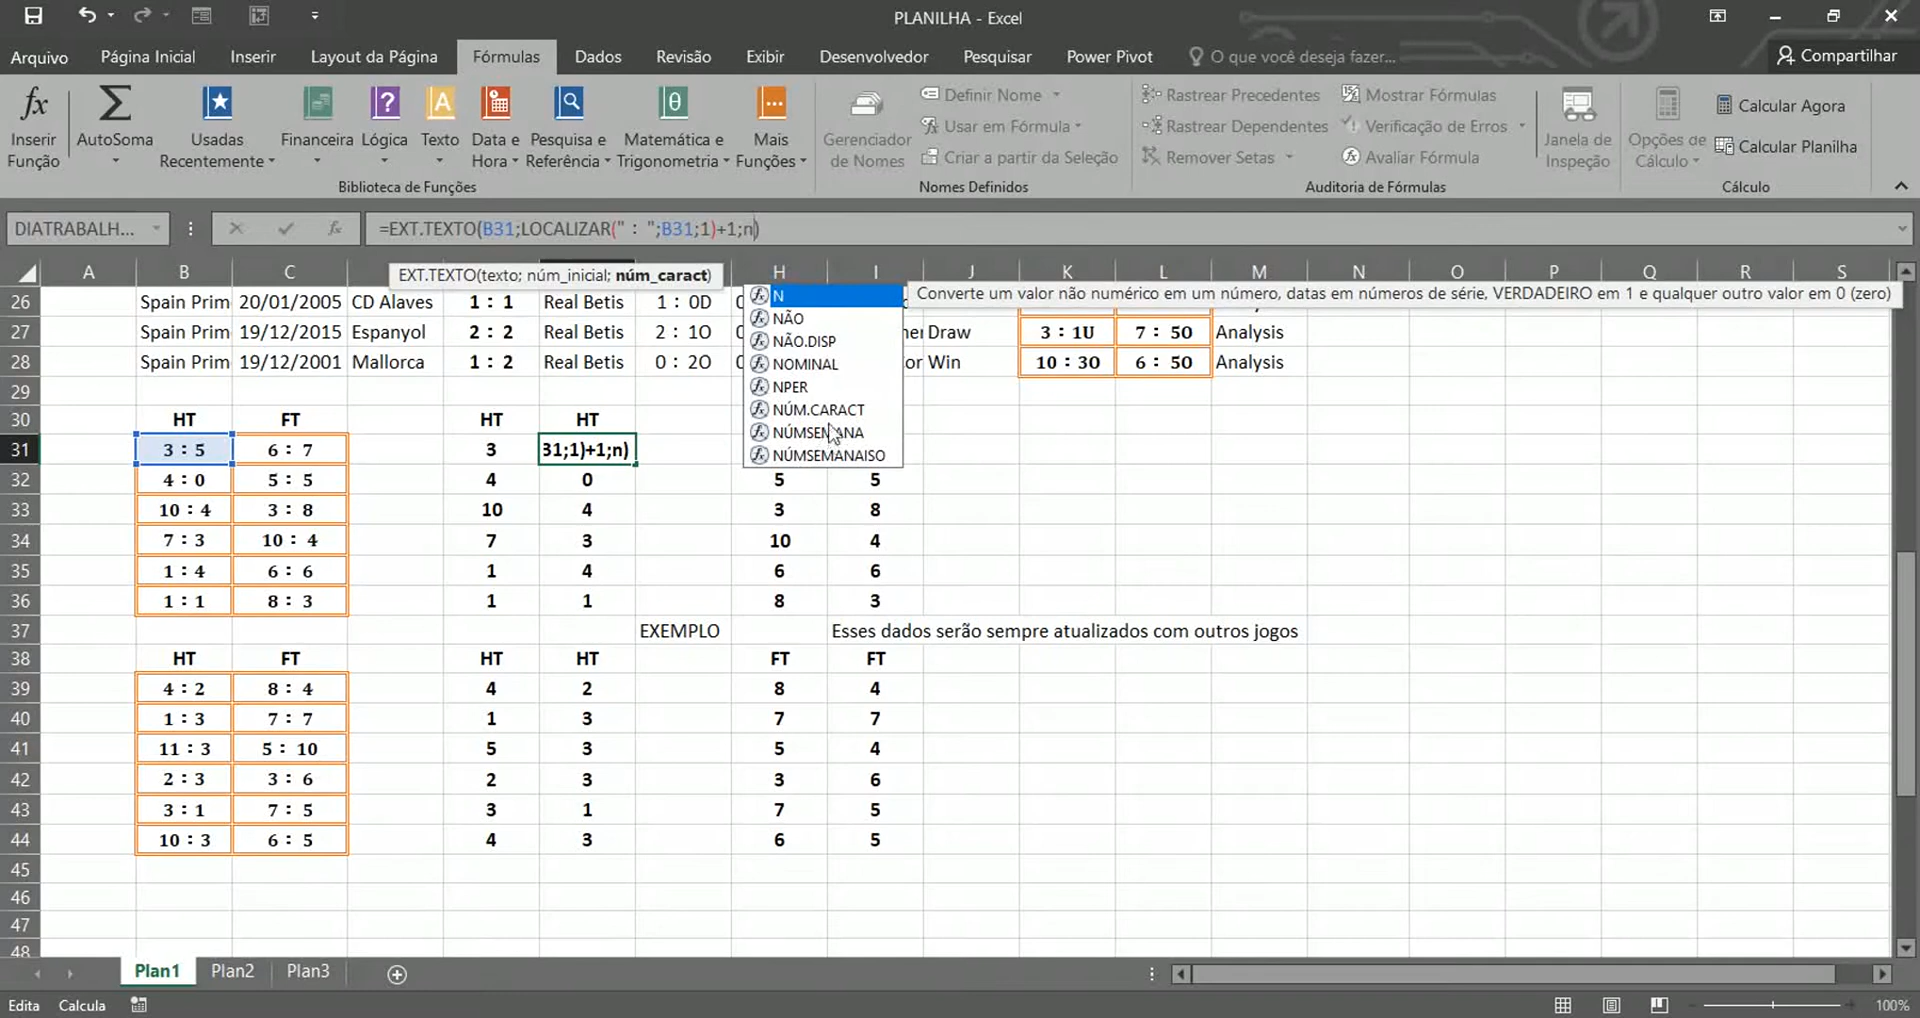 PLANILHA - Excel
Arquivo Página Inicial Inserir Layout da Página Fórmulas Dados Revisão Exibir Desenvolvedor Pesquisar Power Pivot O que você deseja fazer... Compartilhar
fx Σ A ? θ
Inserir Função
AutoSoma
Usadas Recentemente
Financeira
Lógica
Texto
Data e Hora
Pesquisa e Referência
Matemática e Trigonometria
Mais Funções
Biblioteca de Funções
Gerenciador de Nomes
Definir Nome
Usar em Fórmula
Criar a partir da Seleção
Nomes Definidos
Rastrear Precedentes
Rastrear Dependentes
Remover Setas
Mostrar Fórmulas
Verificação de Erros
Avaliar Fórmula
Auditoria de Fórmulas
Janela de Inspeção
Opções de Cálculo
Calcular Agora
Calcular Planilha
Cálculo
DIATRABALH... fx =EXT.TEXTO(B31;LOCALIZAR(" : ";B31;1)+1;n)
EXT.TEXTO(texto; núm_inicial; núm_caract)
A B C H I J K L M N O P Q R S
N
NÃO
NÃO.DISP
NOMINAL
NPER
NÚM.CARACT
NÚMSEMANA
NÚMSEMANAISO
Converte um valor não numérico em um número, datas em números de série, VERDADEIRO em 1 e qualquer outro valor em 0 (zero)
26 Spain Prim 20/01/2005 CD Alaves 1 : 1 Real Betis 1 : 0D
27 Spain Prim 19/12/2015 Espanyol 2 : 2 Real Betis 2 : 1O Draw 3 : 1U 7 : 5O Analysis
28 Spain Prim 19/12/2001 Mallorca 1 : 2 Real Betis 0 : 2O Win 10 : 3O 6 : 5O Analysis
29
30 HT FT HT HT
31 3 : 5 6 : 7 3 31;1)+1;n)
32 4 : 0 5 : 5 4 0 5 5
33 10 : 4 3 : 8 10 4 3 8
34 7 : 3 10 : 4 7 3 10 4
35 1 : 4 6 : 6 1 4 6 6
36 1 : 1 8 : 3 1 1 8 3
37 EXEMPLO Esses dados serão sempre atualizados com outros jogos
38 HT FT HT HT FT FT
39 4 : 2 8 : 4 4 2 8 4
40 1 : 3 7 : 7 1 3 7 7
41 11 : 3 5 : 10 5 3 5 4
42 2 : 3 3 : 6 2 3 3 6
43 3 : 1 7 : 5 3 1 7 5
44 10 : 3 6 : 5 4 3 6 5
45
46
47
48
Plan1 Plan2 Plan3
Edita Calcula 100%